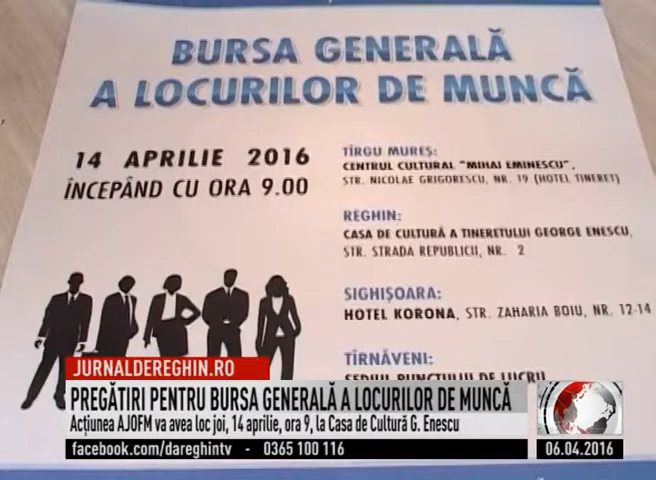 BURSA GENERALĂ
A LOCURILOR DE MUNCĂ
14 APRILIE 2016
ÎNCEPÂND CU ORA 9.00
TÎRGU MUREȘ:
CENTRUL CULTURAL "MIHAI EMINESCU",
STR. NICOLAE GRIGORESCU, NR. 19 (HOTEL TINERET)
REGHIN:
CASA DE CULTURĂ A TINERETULUI GEORGE ENESCU,
STR. STRADA REPUBLICII, NR. 2
SIGHIȘOARA:
HOTEL KORONA, STR. ZAHARIA BOIU, NR. 12-14
TÎRNĂVENI:
SEDIUL PUNCTULUI DE LUCRU
JURNALDEREGHIN.RO
PREGĂTIRI PENTRU BURSA GENERALĂ A LOCURILOR DE MUNCĂ
Acțiunea AJOFM va avea loc joi, 14 aprilie, ora 9, la Casa de Cultură G. Enescu
facebook.com/dareghintv - 0365 100 116
06.04.2016